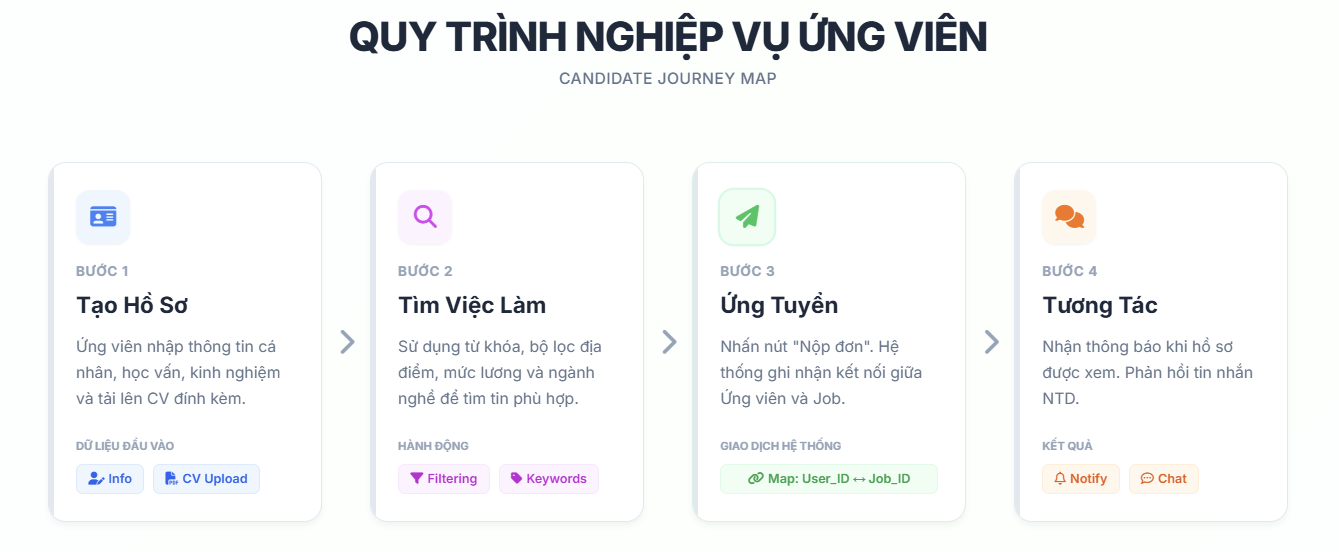 QUY TRÌNH NGHIỆP VỤ ỨNG VIÊN
CANDIDATE JOURNEY MAP
BƯỚC 1
Tạo Hồ Sơ
Ứng viên nhập thông tin cá
nhân, học vấn, kinh nghiệm
và tải lên CV đính kèm.
DỮ LIỆU ĐẦU VÀO
Info
CV Upload
BƯỚC 2
Tìm Việc Làm
Sử dụng từ khóa, bộ lọc địa
điểm, mức lương và ngành
nghề để tìm tin phù hợp.
HÀNH ĐỘNG
Filtering
Keywords
BƯỚC 3
Ứng Tuyển
Nhấn nút "Nộp đơn". Hệ
thống ghi nhận kết nối giữa
Ứng viên và Job.
GIAO DỊCH HỆ THỐNG
Map: User_ID ↔ Job_ID
BƯỚC 4
Tương Tác
Nhận thông báo khi hồ sơ
được xem. Phản hồi tin nhắn
NTD.
KẾT QUẢ
Notify
Chat